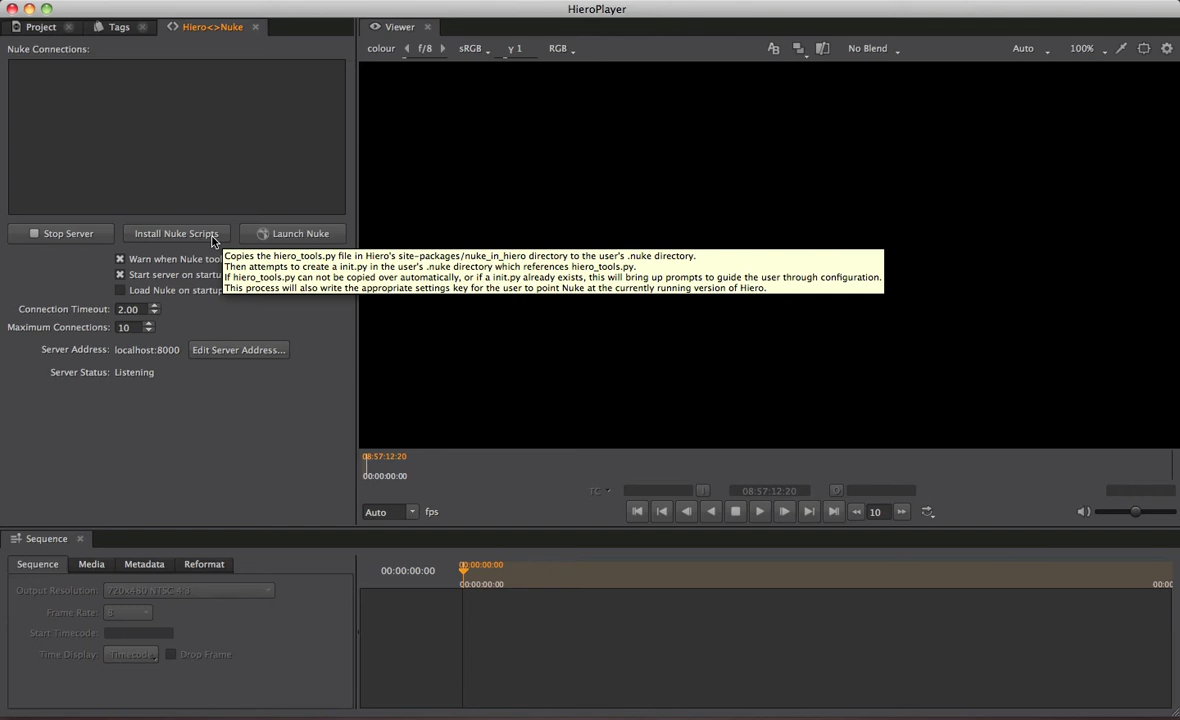 HieroPlayer
Project
Tags
Hiero<>Nuke
Viewer
Nuke Connections:
colour
f/8
sRGB
y 1
RGB
No Blend
Auto
100%
Stop Server
Install Nuke Scripts
Launch Nuke
Warn when Nuke tool
Start server on startu
Load Nuke on startup
Copies the hiero_tools.py file in Hiero's site-packages/nuke_in_hiero directory to the user's .nuke directory.
Then attempts to create a init.py in the user's .nuke directory which references hiero_tools.py.
If hiero_tools.py can not be copied over automatically, or if a init.py already exists, this will bring up prompts to guide the user through configuration.
This process will also write the appropriate settings key for the user to point Nuke at the currently running version of Hiero.
Connection Timeout: 2.00
Maximum Connections: 10
Server Address: localhost:8000
Edit Server Address...
Server Status: Listening
08:57:12:20
00:00:00:00
TC
08:57:12:20
Auto
fps
10
Sequence
Sequence
Media
Metadata
Reformat
Output Resolution: 720x480 NTSC 4:3
Frame Rate: 8
Start Timecode:
Time Display: Timecode
Drop Frame
00:00:00:00
00:00:00:00
00:00:00:00
00:00